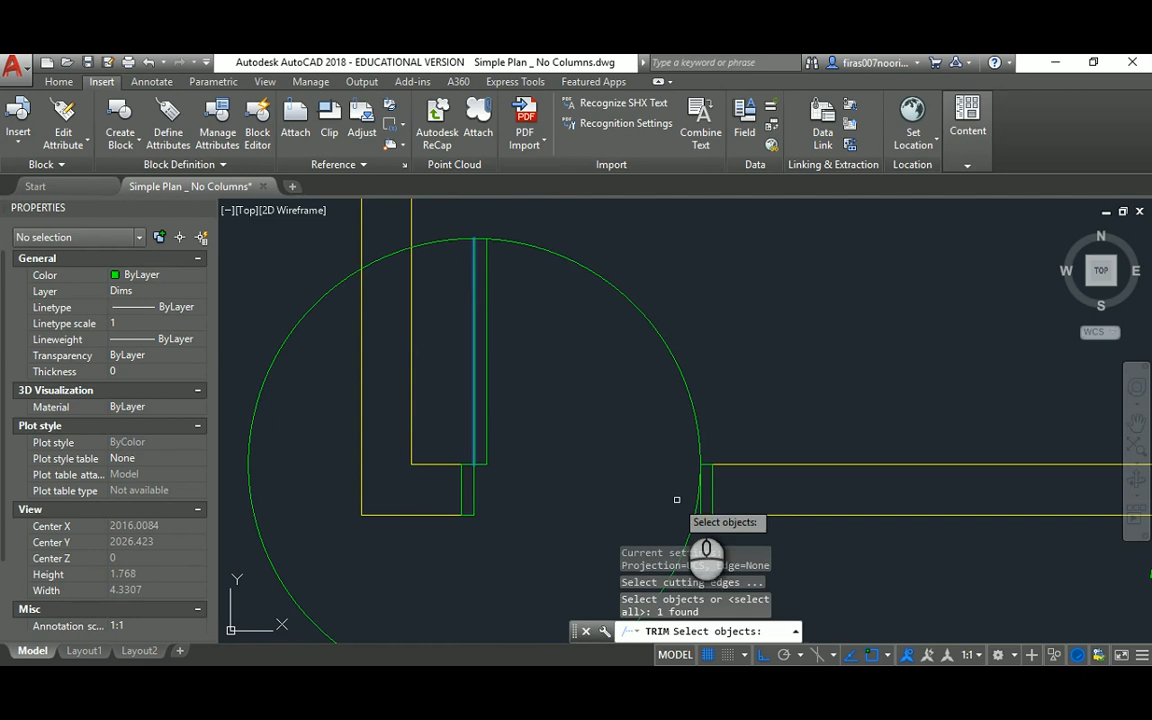 Autodesk AutoCAD 2018 - EDUCATIONAL VERSION Simple Plan _ No Columns.dwg
Type a keyword or phrase
firas007noori...
Home Insert Annotate Parametric View Manage Output Add-ins A360 Express Tools Featured Apps
Insert
Edit Attribute
Create Block
Define Attributes
Manage Attributes
Block Editor
Attach
Clip
Adjust
Autodesk ReCap
Attach
PDF Import
Recognize SHX Text
Recognition Settings
Combine Text
Field
Data Link
Set Location
Content
Block
Block Definition
Reference
Point Cloud
Import
Data
Linking & Extraction
Location
Start
Simple Plan _ No Columns*
PROPERTIES
No selection
General
Color ByLayer
Layer Dims
Linetype ByLayer
Linetype scale 1
Lineweight ByLayer
Transparency ByLayer
Thickness 0
3D Visualization
Material ByLayer
Plot style
Plot style ByColor
Plot style table None
Plot table atta... Model
Plot table type Not available
View
Center X 2016.0084
Center Y 2026.423
Center Z 0
Height 1.768
Width 4.3307
Misc
Annotation sc... 1:1
[−][Top][2D Wireframe]
N
W TOP E
S
WCS
Y
X
Select objects:
Projection=UCS, Edge=None
Select cutting edges ...
Select objects or <select
all>: 1 found
TRIM Select objects:
Model Layout1 Layout2
MODEL
1:1